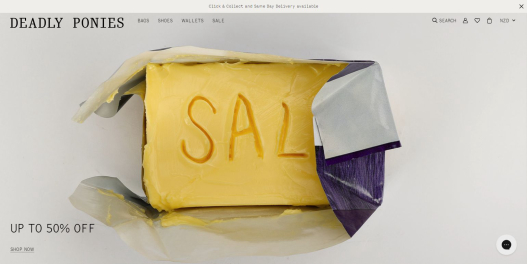 Click & Collect and Same Day Delivery available
DEADLY PONIES
BAGS SHOES WALLETS SALE
SEARCH
NZD
SAL
UP TO 50% OFF
SHOP NOW